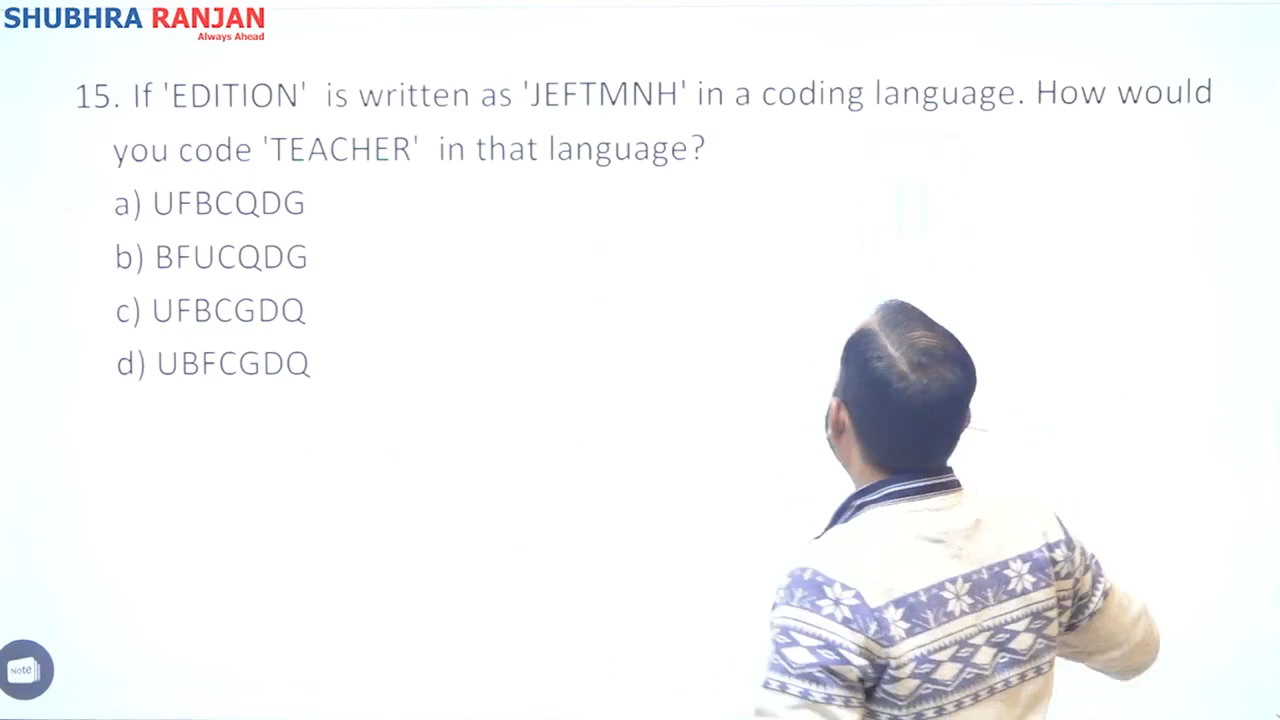 SHUBHRA RANJAN
Always Ahead
15. If 'EDITION' is written as 'JEFTMNH' in a coding language. How would
you code 'TEACHER' in that language?
a) UFBCQDG
b) BFUCQDG
c) UFBCGDQ
d) UBFCGDQ
Note